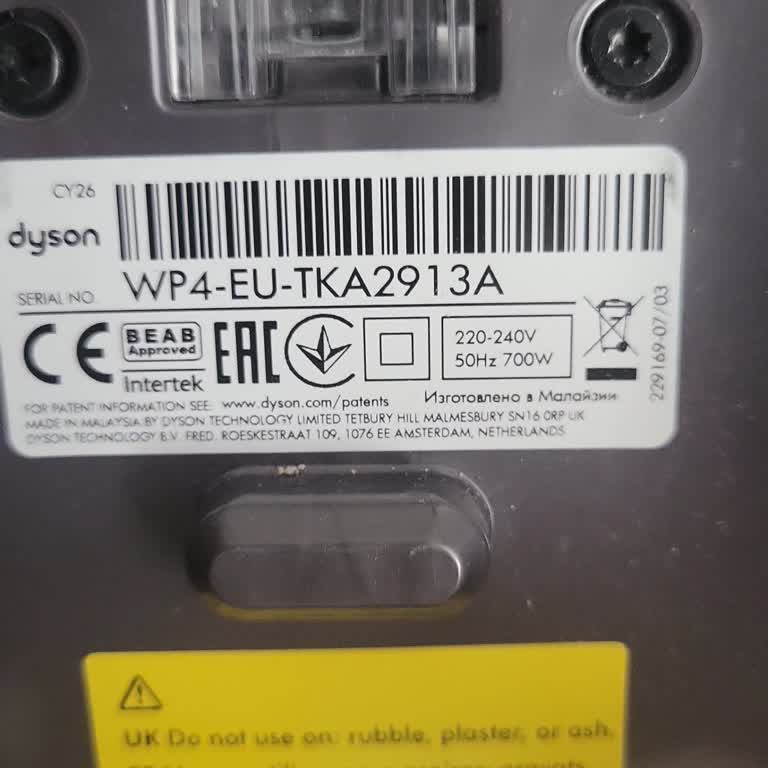 CY26
dyson
SERIAL NO. WP4-EU-TKA2913A
CE BEAB Approved Intertek EAC
220-240V
50Hz 700W
229169-07/03
FOR PATENT INFORMATION SEE: www.dyson.com/patents Изготовлено в Малайзии
MADE IN MALAYSIA BY DYSON TECHNOLOGY LIMITED TETBURY HILL MALMESBURY SN16 0RP UK
DYSON TECHNOLOGY B.V. FRED. ROESKESTRAAT 109, 1076 EE AMSTERDAM, NETHERLANDS
UK Do not use on: rubble, plaster, or ash.